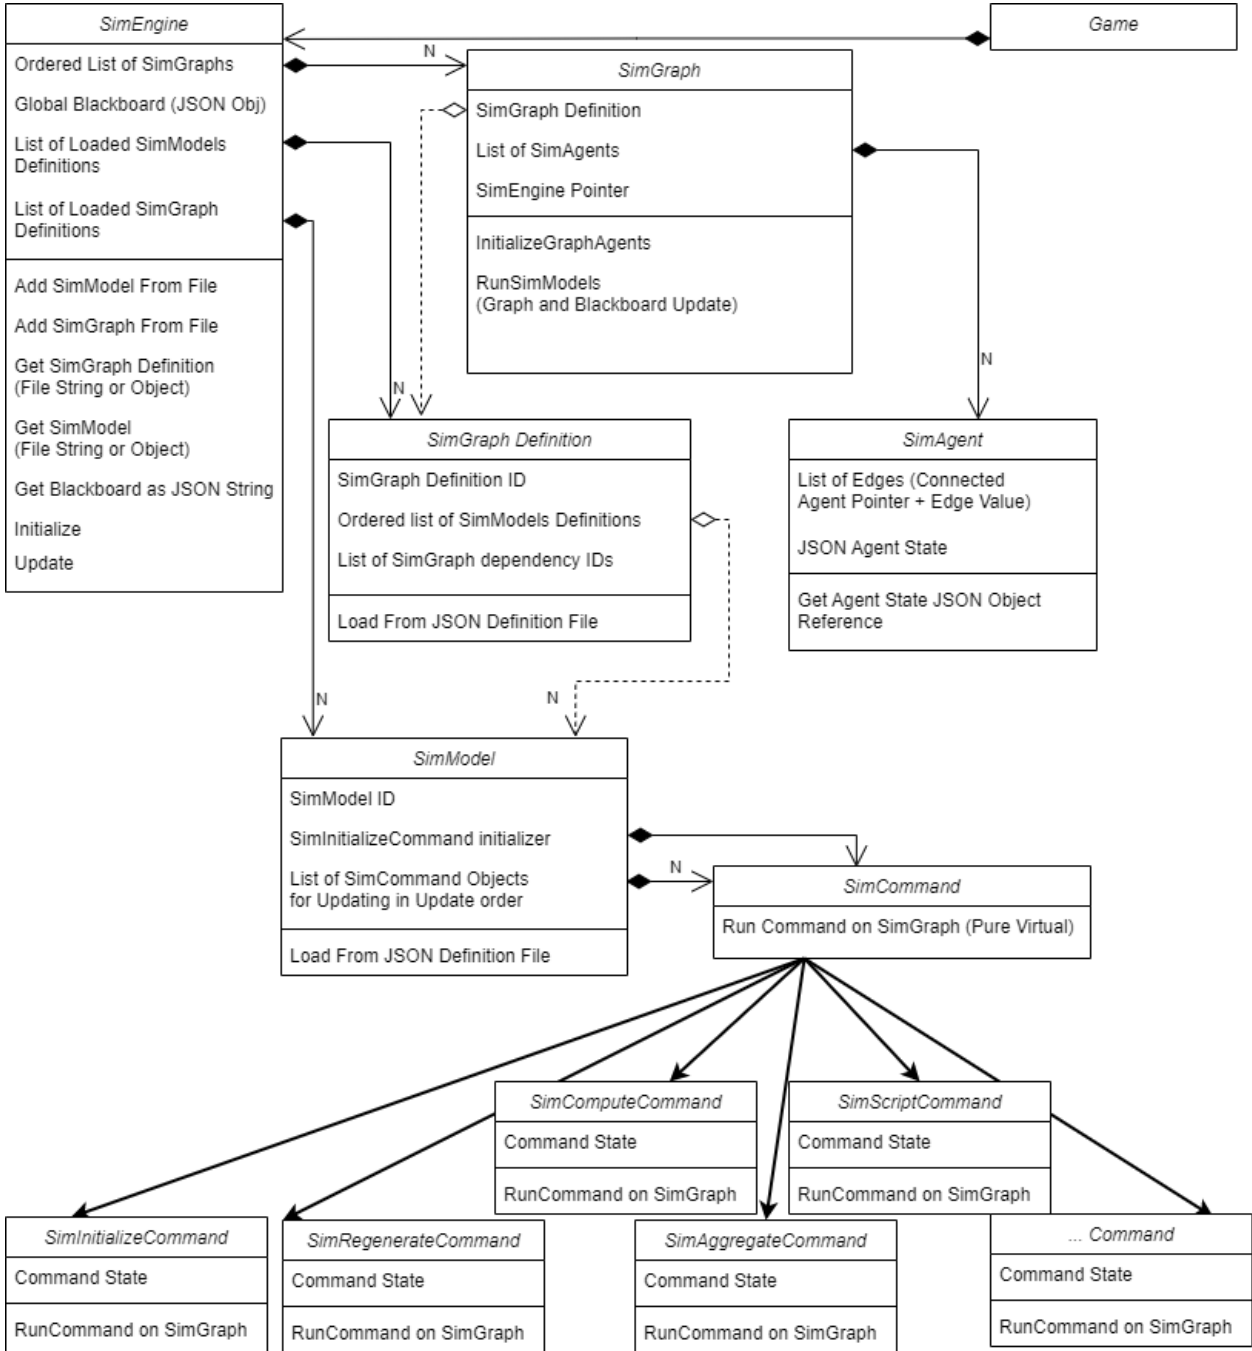 SimEngine
Ordered List of SimGraphs
Global Blackboard (JSON Obj)
List of Loaded SimModels
Definitions
List of Loaded SimGraph
Definitions
Add SimModel From File
Add SimGraph From File
Get SimGraph Definition
(File String or Object)
Get SimModel
(File String or Object)
Get Blackboard as JSON String
Initialize
Update
Game
N
SimGraph
SimGraph Definition
List of SimAgents
SimEngine Pointer
InitializeGraphAgents
RunSimModels
(Graph and Blackboard Update)
N
N
SimGraph Definition
SimGraph Definition ID
Ordered list of SimModels Definitions
List of SimGraph dependency IDs
Load From JSON Definition File
SimAgent
List of Edges (Connected
Agent Pointer + Edge Value)
JSON Agent State
Get Agent State JSON Object
Reference
N
N
SimModel
SimModel ID
SimInitializeCommand initializer
List of SimCommand Objects
for Updating in Update order
Load From JSON Definition File
N
SimCommand
Run Command on SimGraph (Pure Virtual)
SimComputeCommand
Command State
RunCommand on SimGraph
SimScriptCommand
Command State
RunCommand on SimGraph
SimInitializeCommand
Command State
RunCommand on SimGraph
SimRegenerateCommand
Command State
RunCommand on SimGraph
SimAggregateCommand
Command State
RunCommand on SimGraph
... Command
Command State
RunCommand on SimGraph